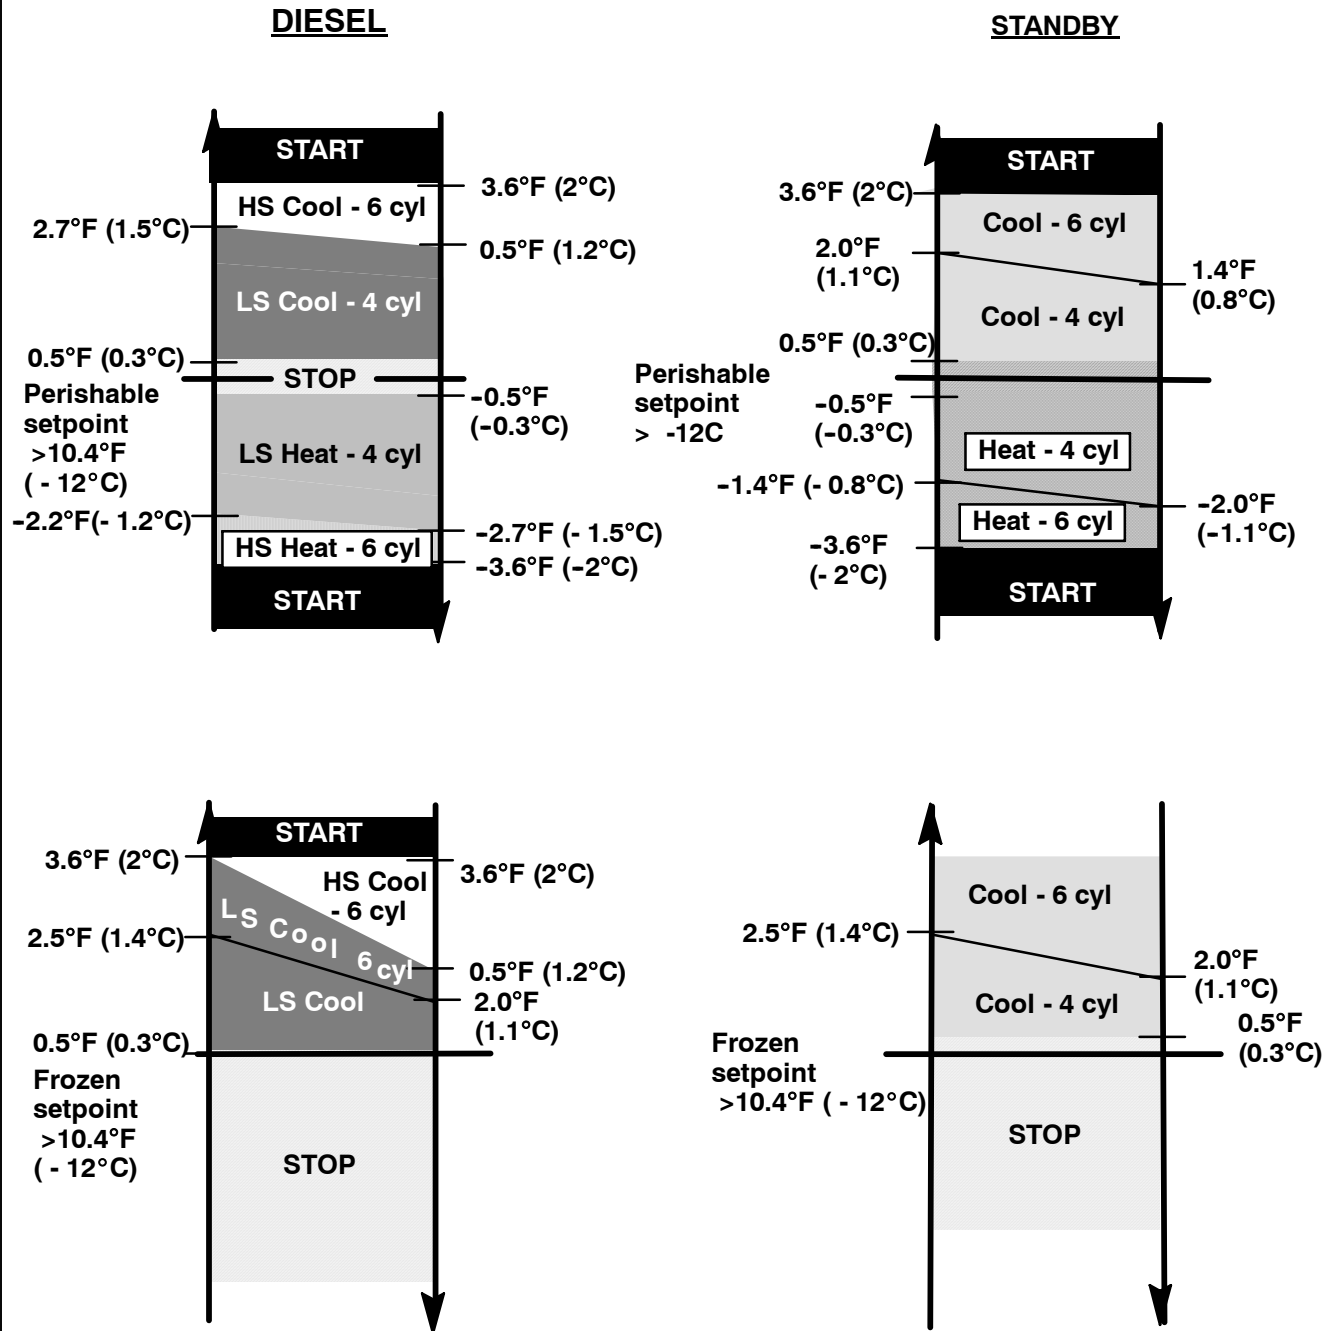 DIESEL
STANDBY
START
3.6°F (2°C)
HS Cool - 6 cyl
2.7°F (1.5°C)
0.5°F (1.2°C)
LS Cool - 4 cyl
0.5°F (0.3°C)
STOP
Perishable
setpoint
>10.4°F
( - 12°C)
-0.5°F
(-0.3°C)
LS Heat - 4 cyl
-2.2°F(- 1.2°C)
-2.7°F (- 1.5°C)
HS Heat - 6 cyl
-3.6°F (-2°C)
START
START
3.6°F (2°C)
Cool - 6 cyl
2.0°F
(1.1°C)
1.4°F
(0.8°C)
Cool - 4 cyl
0.5°F (0.3°C)
Perishable
setpoint
> -12C
-0.5°F
(-0.3°C)
Heat - 4 cyl
-1.4°F (- 0.8°C)
-2.0°F
(-1.1°C)
Heat - 6 cyl
-3.6°F
(- 2°C)
START
START
3.6°F (2°C)
3.6°F (2°C)
HS Cool
- 6 cyl
LS Cool 6 cyl
2.5°F (1.4°C)
0.5°F (1.2°C)
LS Cool
2.0°F
(1.1°C)
0.5°F (0.3°C)
Frozen
setpoint
>10.4°F
( - 12°C)
STOP
Cool - 6 cyl
2.5°F (1.4°C)
2.0°F
(1.1°C)
Cool - 4 cyl
0.5°F
(0.3°C)
Frozen
setpoint
>10.4°F ( - 12°C)
STOP